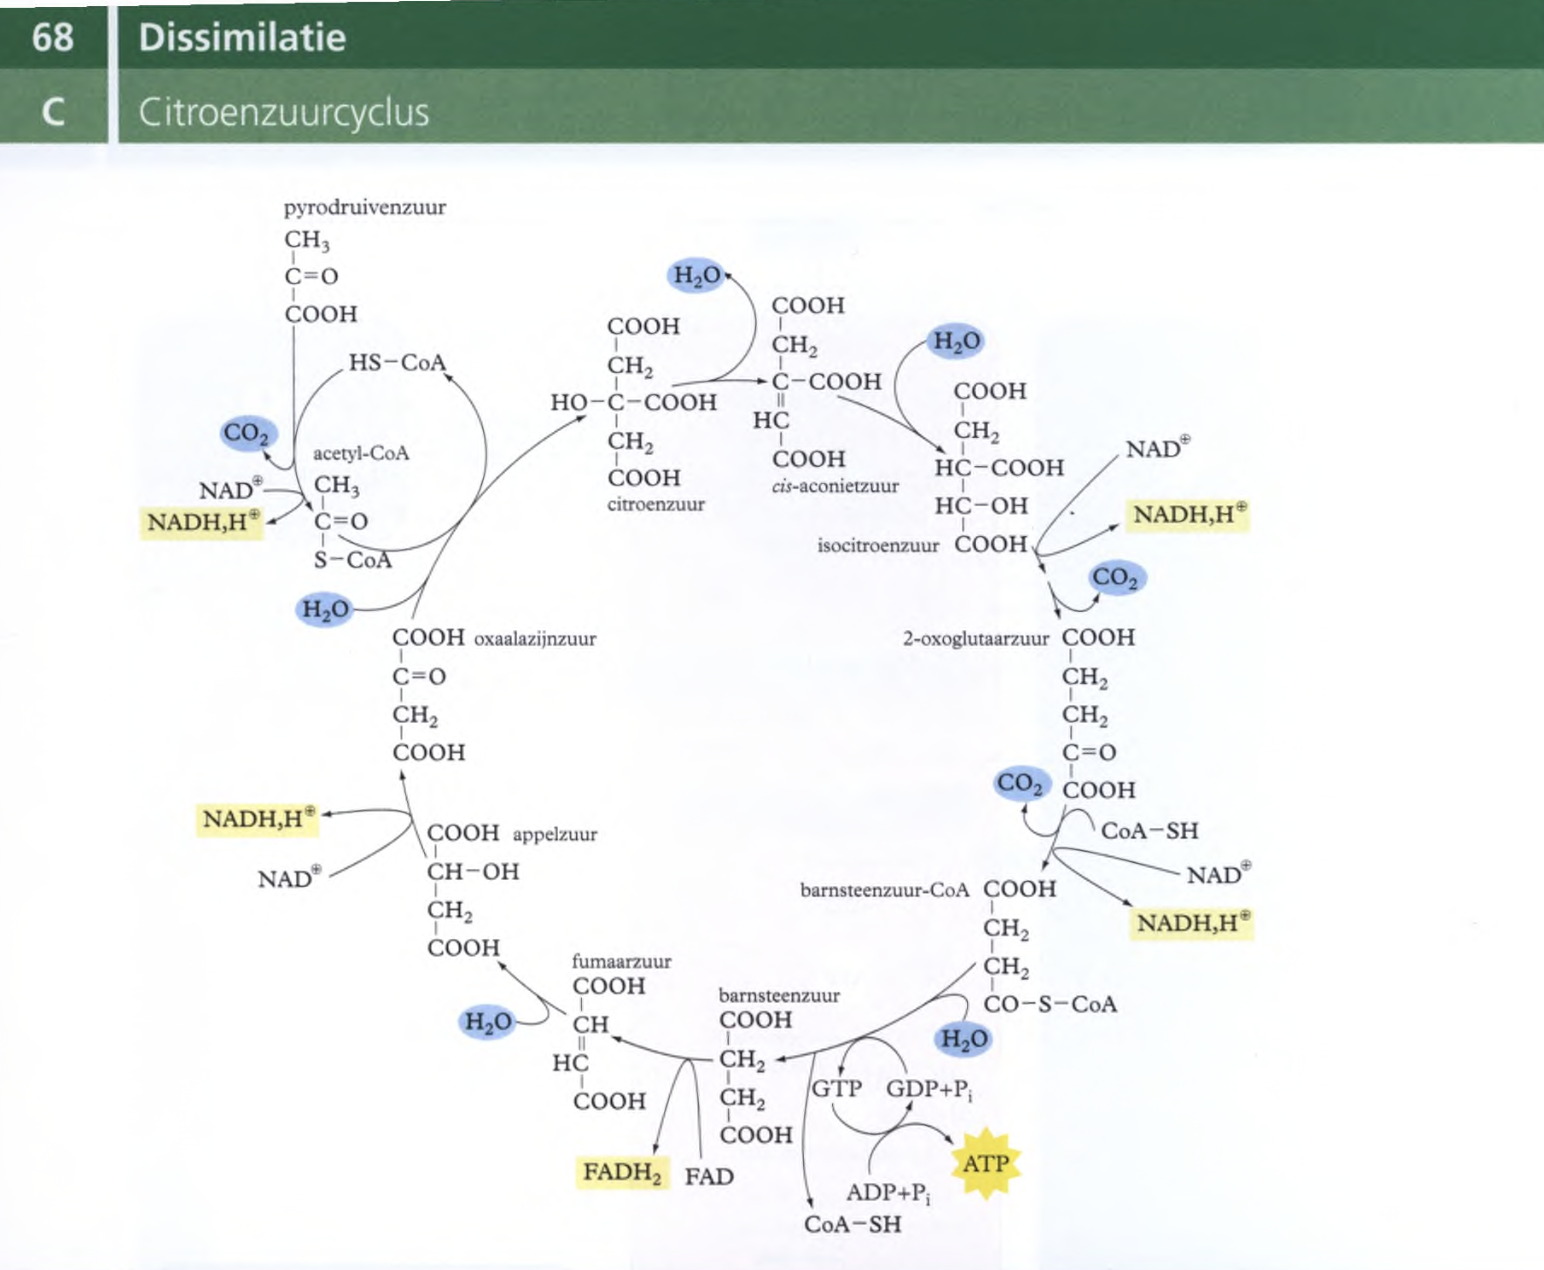 68 Dissimilatie
C Citroenzuurcyclus
pyrodruivenzuur
CH₃
C=O
COOH
HS−CoA
CO₂
acetyl-CoA
NAD⊕
NADH,H⊕
CH₃
C=O
S−CoA
H₂O
COOH
CH₂
HO−C−COOH
CH₂
COOH
citroenzuur
H₂O
COOH
CH₂
C−COOH
HC
COOH
cis-aconietzuur
H₂O
COOH
CH₂
HC−COOH
HC−OH
isocitroenzuur COOH
NAD⊕
NADH,H⊕
CO₂
2-oxoglutaarzuur COOH
CH₂
CH₂
C=O
COOH
CO₂
CoA−SH
NAD⊕
NADH,H⊕
barnsteenzuur-CoA COOH
CH₂
CH₂
CO−S−CoA
H₂O
GTP GDP+Pᵢ
ATP
ADP+Pᵢ
CoA−SH
barnsteenzuur
COOH
CH₂
CH₂
COOH
FADH₂ FAD
fumaarzuur
COOH
CH
HC
COOH
H₂O
COOH appelzuur
CH−OH
CH₂
COOH
NADH,H⊕
NAD⊕
COOH oxaalazijnzuur
C=O
CH₂
COOH